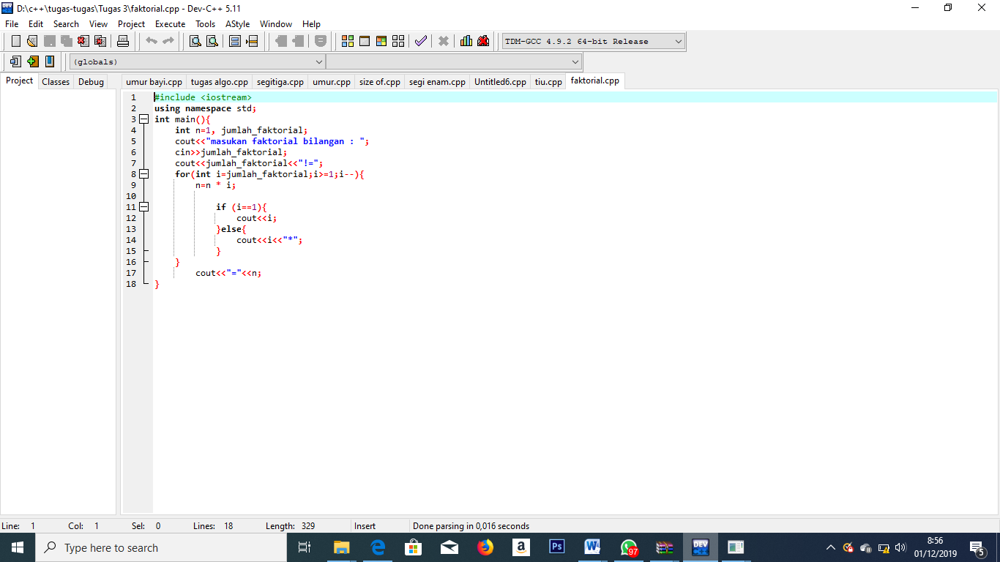 D:\c++\tugas-tugas\Tugas 3\faktorial.cpp - Dev-C++ 5.11
File Edit Search View Project Execute Tools AStyle Window Help
TDM-GCC 4.9.2 64-bit Release
(globals)
Project Classes Debug umur bayi.cpp tugas algo.cpp segitiga.cpp umur.cpp size of.cpp segi enam.cpp Untitled6.cpp tiu.cpp faktorial.cpp
1 #include <iostream>
2 using namespace std;
3 int main(){
4 int n=1, jumlah_faktorial;
5 cout<<"masukan faktorial bilangan : ";
6 cin>>jumlah_faktorial;
7 cout<<jumlah_faktorial<<"!=";
8 for(int i=jumlah_faktorial;i>=1;i--){
9 n=n * i;
10
11 if (i==1){
12 cout<<i;
13 }else{
14 cout<<i<<"*";
15 }
16 }
17 cout<<"="<<n;
18 }
Line: 1 Col: 1 Sel: 0 Lines: 18 Length: 329 Insert Done parsing in 0,016 seconds
Type here to search
a
Ps
W
97
DEV
C++
8:56
01/12/2019
5